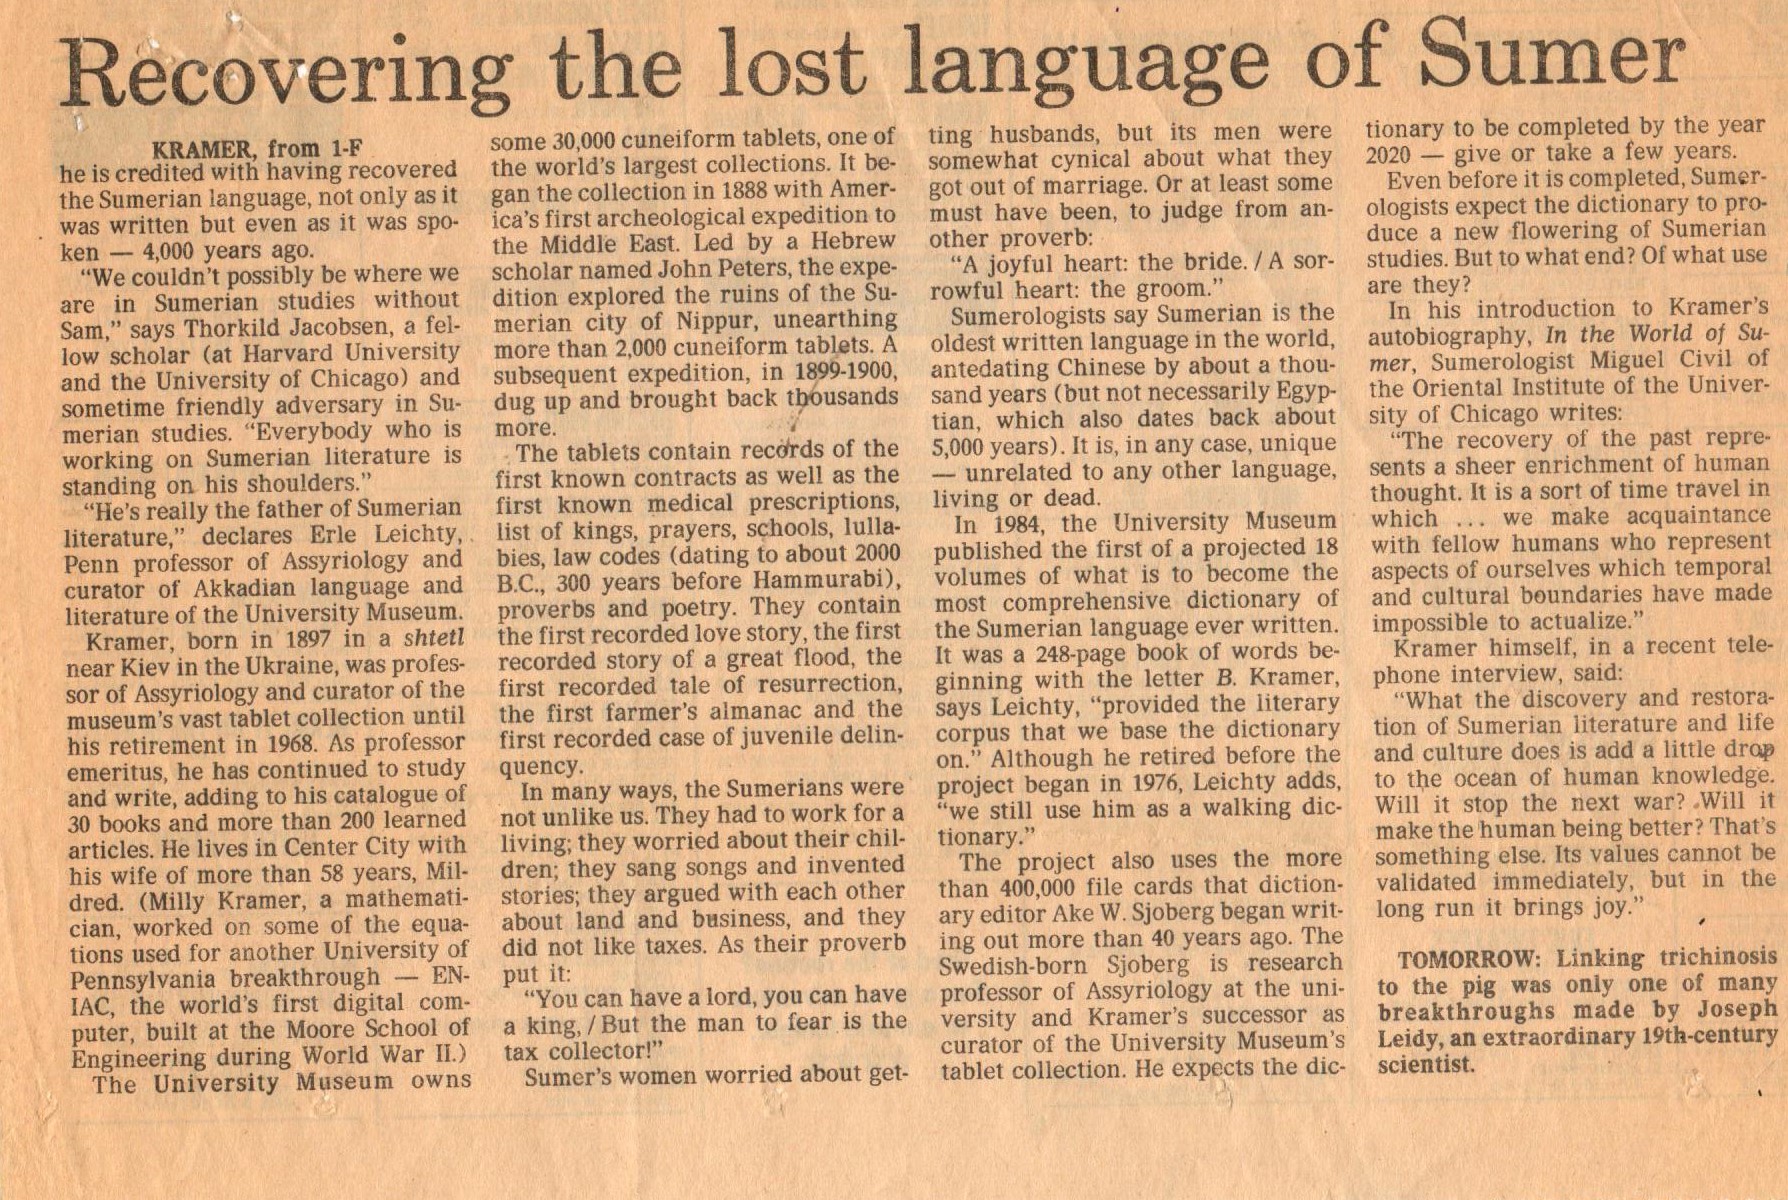 Recovering the lost language of Sumer
KRAMER, from 1-F
he is credited with having recovered
the Sumerian language, not only as it
was written but even as it was spo-
ken — 4,000 years ago.
“We couldn’t possibly be where we
are in Sumerian studies without
Sam,” says Thorkild Jacobsen, a fel-
low scholar (at Harvard University
and the University of Chicago) and
sometime friendly adversary in Su-
merian studies. “Everybody who is
working on Sumerian literature is
standing on his shoulders.”
“He’s really the father of Sumerian
literature,” declares Erle Leichty,
Penn professor of Assyriology and
curator of Akkadian language and
literature of the University Museum.
Kramer, born in 1897 in a shtetl
near Kiev in the Ukraine, was profes-
sor of Assyriology and curator of the
museum’s vast tablet collection until
his retirement in 1968. As professor
emeritus, he has continued to study
and write, adding to his catalogue of
30 books and more than 200 learned
articles. He lives in Center City with
his wife of more than 58 years, Mil-
dred. (Milly Kramer, a mathemati-
cian, worked on some of the equa-
tions used for another University of
Pennsylvania breakthrough — EN-
IAC, the world’s first digital com-
puter, built at the Moore School of
Engineering during World War II.)
The University Museum owns
some 30,000 cuneiform tablets, one of
the world’s largest collections. It be-
gan the collection in 1888 with Amer-
ica’s first archeological expedition to
the Middle East. Led by a Hebrew
scholar named John Peters, the expe-
dition explored the ruins of the Su-
merian city of Nippur, unearthing
more than 2,000 cuneiform tablets. A
subsequent expedition, in 1899-1900,
dug up and brought back thousands
more.
The tablets contain records of the
first known contracts as well as the
first known medical prescriptions,
list of kings, prayers, schools, lulla-
bies, law codes (dating to about 2000
B.C., 300 years before Hammurabi),
proverbs and poetry. They contain
the first recorded love story, the first
recorded story of a great flood, the
first recorded tale of resurrection,
the first farmer’s almanac and the
first recorded case of juvenile delin-
quency.
In many ways, the Sumerians were
not unlike us. They had to work for a
living; they worried about their chil-
dren; they sang songs and invented
stories; they argued with each other
about land and business, and they
did not like taxes. As their proverb
put it:
“You can have a lord, you can have
a king, / But the man to fear is the
tax collector!”
Sumer’s women worried about get-
ting husbands, but its men were
somewhat cynical about what they
got out of marriage. Or at least some
must have been, to judge from an-
other proverb:
“A joyful heart: the bride. / A sor-
rowful heart: the groom.”
Sumerologists say Sumerian is the
oldest written language in the world,
antedating Chinese by about a thou-
sand years (but not necessarily Egyp-
tian, which also dates back about
5,000 years). It is, in any case, unique
— unrelated to any other language,
living or dead.
In 1984, the University Museum
published the first of a projected 18
volumes of what is to become the
most comprehensive dictionary of
the Sumerian language ever written.
It was a 248-page book of words be-
ginning with the letter B. Kramer,
says Leichty, “provided the literary
corpus that we base the dictionary
on.” Although he retired before the
project began in 1976, Leichty adds,
“we still use him as a walking dic-
tionary.”
The project also uses the more
than 400,000 file cards that diction-
ary editor Ake W. Sjoberg began writ-
ing out more than 40 years ago. The
Swedish-born Sjoberg is research
professor of Assyriology at the uni-
versity and Kramer’s successor as
curator of the University Museum’s
tablet collection. He expects the dic-
tionary to be completed by the year
2020 — give or take a few years.
Even before it is completed, Sumer-
ologists expect the dictionary to pro-
duce a new flowering of Sumerian
studies. But to what end? Of what use
are they?
In his introduction to Kramer’s
autobiography, In the World of Su-
mer, Sumerologist Miguel Civil of
the Oriental Institute of the Univer-
sity of Chicago writes:
“The recovery of the past repre-
sents a sheer enrichment of human
thought. It is a sort of time travel in
which ... we make acquaintance
with fellow humans who represent
aspects of ourselves which temporal
and cultural boundaries have made
impossible to actualize.”
Kramer himself, in a recent tele-
phone interview, said:
“What the discovery and restora-
tion of Sumerian literature and life
and culture does is add a little drop
to the ocean of human knowledge.
Will it stop the next war? Will it
make the human being better? That’s
something else. Its values cannot be
validated immediately, but in the
long run it brings joy.”
TOMORROW: Linking trichinosis
to the pig was only one of many
breakthroughs made by Joseph
Leidy, an extraordinary 19th-century
scientist.